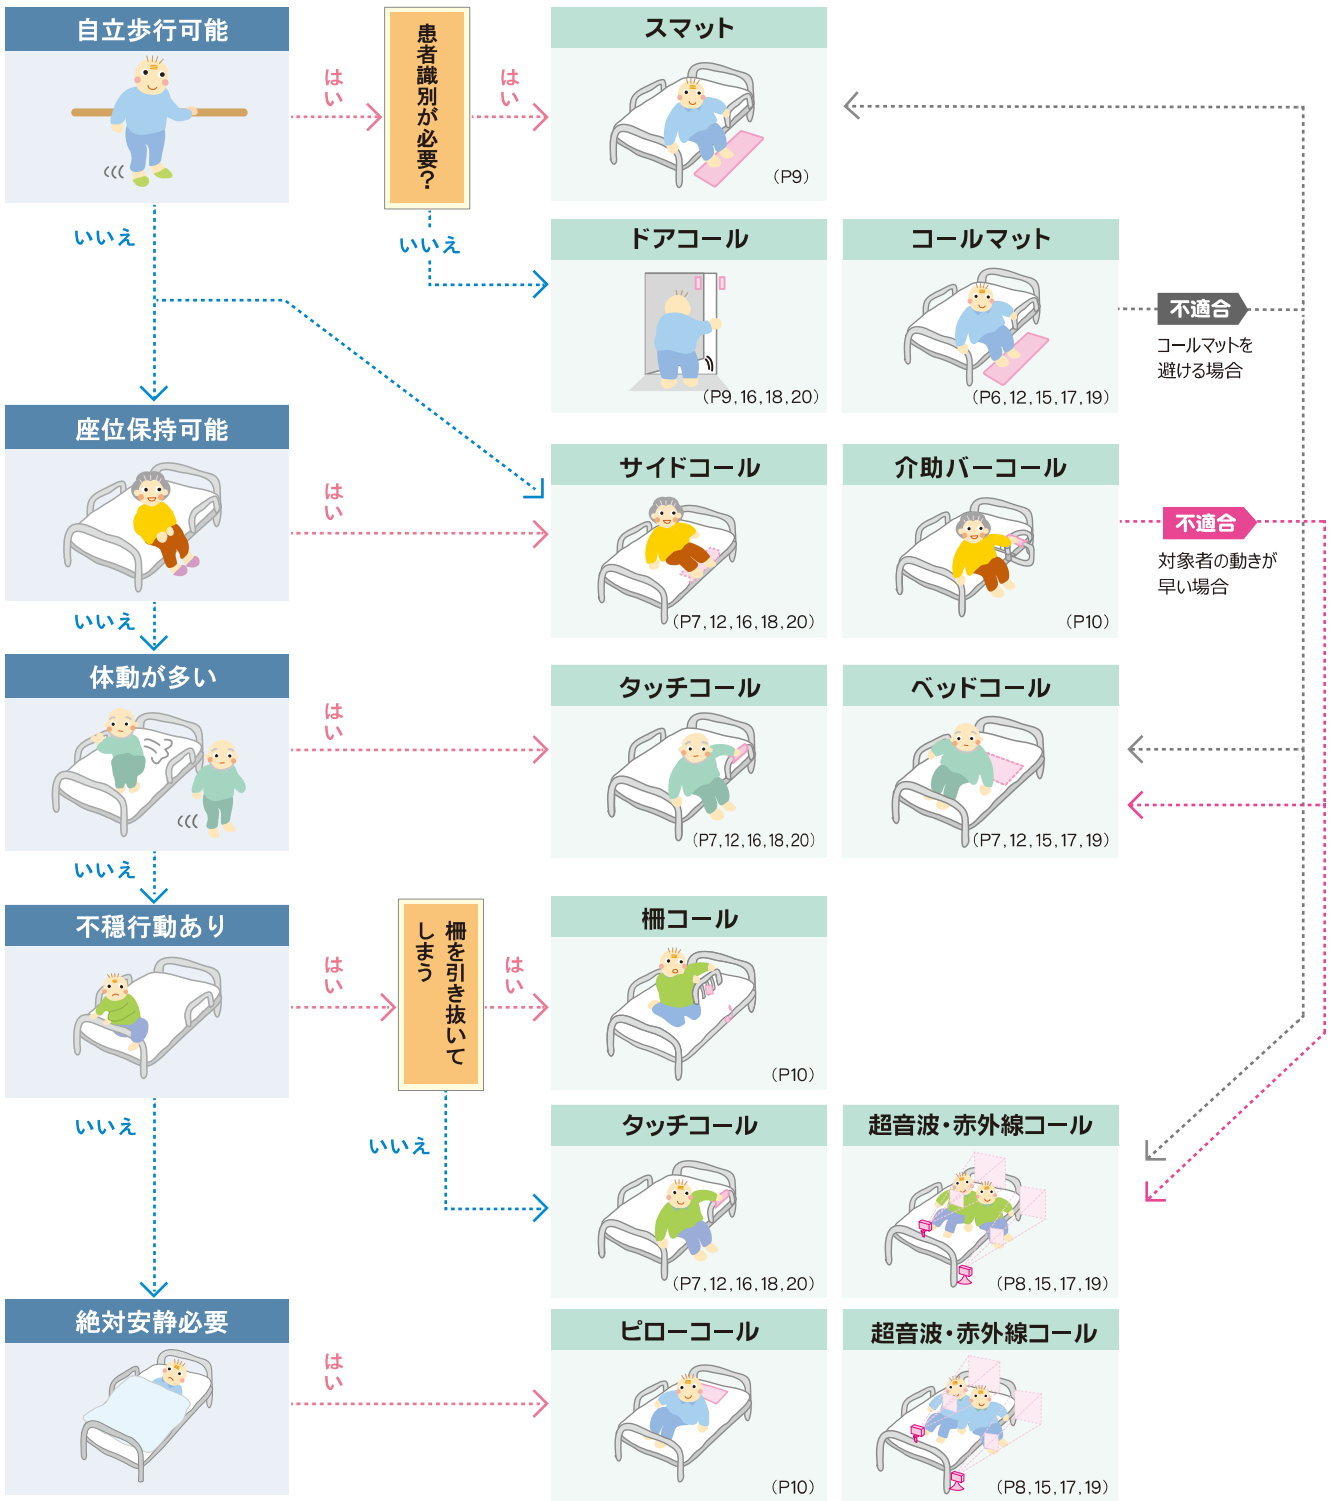 自立歩行可能
はい
患者識別が必要？
はい
スマット
（P9）
いいえ
いいえ
ドアコール
（P9,16,18,20）
コールマット
（P6,12,15,17,19）
不適合
コールマットを
避ける場合
座位保持可能
はい
サイドコール
（P7,12,16,18,20）
介助バーコール
（P10）
不適合
対象者の動きが
早い場合
いいえ
体動が多い
はい
タッチコール
（P7,12,16,18,20）
ベッドコール
（P7,12,15,17,19）
いいえ
不穏行動あり
はい
柵を引き抜いて
しまう
はい
柵コール
（P10）
いいえ
いいえ
タッチコール
（P7,12,16,18,20）
超音波・赤外線コール
（P8,15,17,19）
絶対安静必要
はい
ピローコール
（P10）
超音波・赤外線コール
（P8,15,17,19）